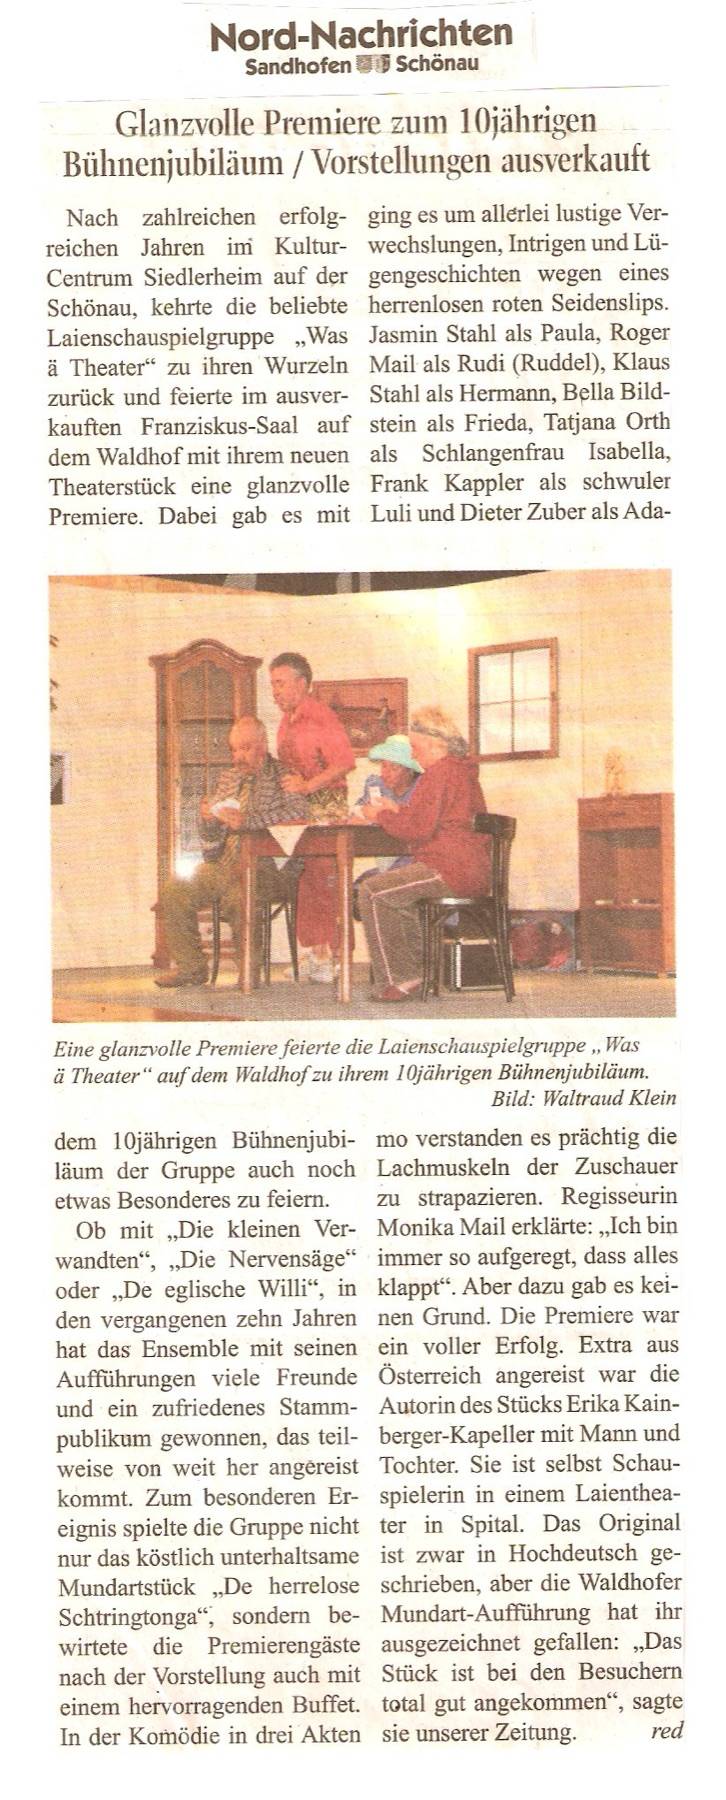 Nord-Nachrichten
Sandhofen Schönau
Glanzvolle Premiere zum 10jährigen
Bühnenjubiläum / Vorstellungen ausverkauft
Nach zahlreichen erfolg-
reichen Jahren im Kultur-
Centrum Siedlerheim auf der
Schönau, kehrte die beliebte
Laienschauspielgruppe „Was
ä Theater“ zu ihren Wurzeln
zurück und feierte im ausver-
kauften Franziskus-Saal auf
dem Waldhof mit ihrem neuen
Theaterstück eine glanzvolle
Premiere. Dabei gab es mit
dem 10jährigen Bühnenjubi-
läum der Gruppe auch noch
etwas Besonderes zu feiern.
Ob mit „Die kleinen Ver-
wandten“, „Die Nervensäge“
oder „De eglische Willi“, in
den vergangenen zehn Jahren
hat das Ensemble mit seinen
Aufführungen viele Freunde
und ein zufriedenes Stamm-
publikum gewonnen, das teil-
weise von weit her angereist
kommt. Zum besonderen Er-
eignis spielte die Gruppe nicht
nur das köstlich unterhaltsame
Mundartstück „De herrelose
Schtringtonga“, sondern be-
wirtete die Premierengäste
nach der Vorstellung auch mit
einem hervorragenden Buffet.
In der Komödie in drei Akten
ging es um allerlei lustige Ver-
wechslungen, Intrigen und Lü-
gengeschichten wegen eines
herrenlosen roten Seidenslips.
Jasmin Stahl als Paula, Roger
Mail als Rudi (Ruddel), Klaus
Stahl als Hermann, Bella Bild-
stein als Frieda, Tatjana Orth
als Schlangenfrau Isabella,
Frank Kappler als schwuler
Luli und Dieter Zuber als Ada-
mo verstanden es prächtig die
Lachmuskeln der Zuschauer
zu strapazieren. Regisseurin
Monika Mail erklärte: „Ich bin
immer so aufgeregt, dass alles
klappt“. Aber dazu gab es kei-
nen Grund. Die Premiere war
ein voller Erfolg. Extra aus
Österreich angereist war die
Autorin des Stücks Erika Kain-
berger-Kapeller mit Mann und
Tochter. Sie ist selbst Schau-
spielerin in einem Laienthea-
ter in Spital. Das Original
ist zwar in Hochdeutsch ge-
schrieben, aber die Waldhofer
Mundart-Aufführung hat ihr
ausgezeichnet gefallen: „Das
Stück ist bei den Besuchern
total gut angekommen“, sagte
sie unserer Zeitung. red
Eine glanzvolle Premiere feierte die Laienschauspielgruppe „Was
ä Theater“ auf dem Waldhof zu ihrem 10jährigen Bühnenjubiläum.
Bild: Waltraud Klein